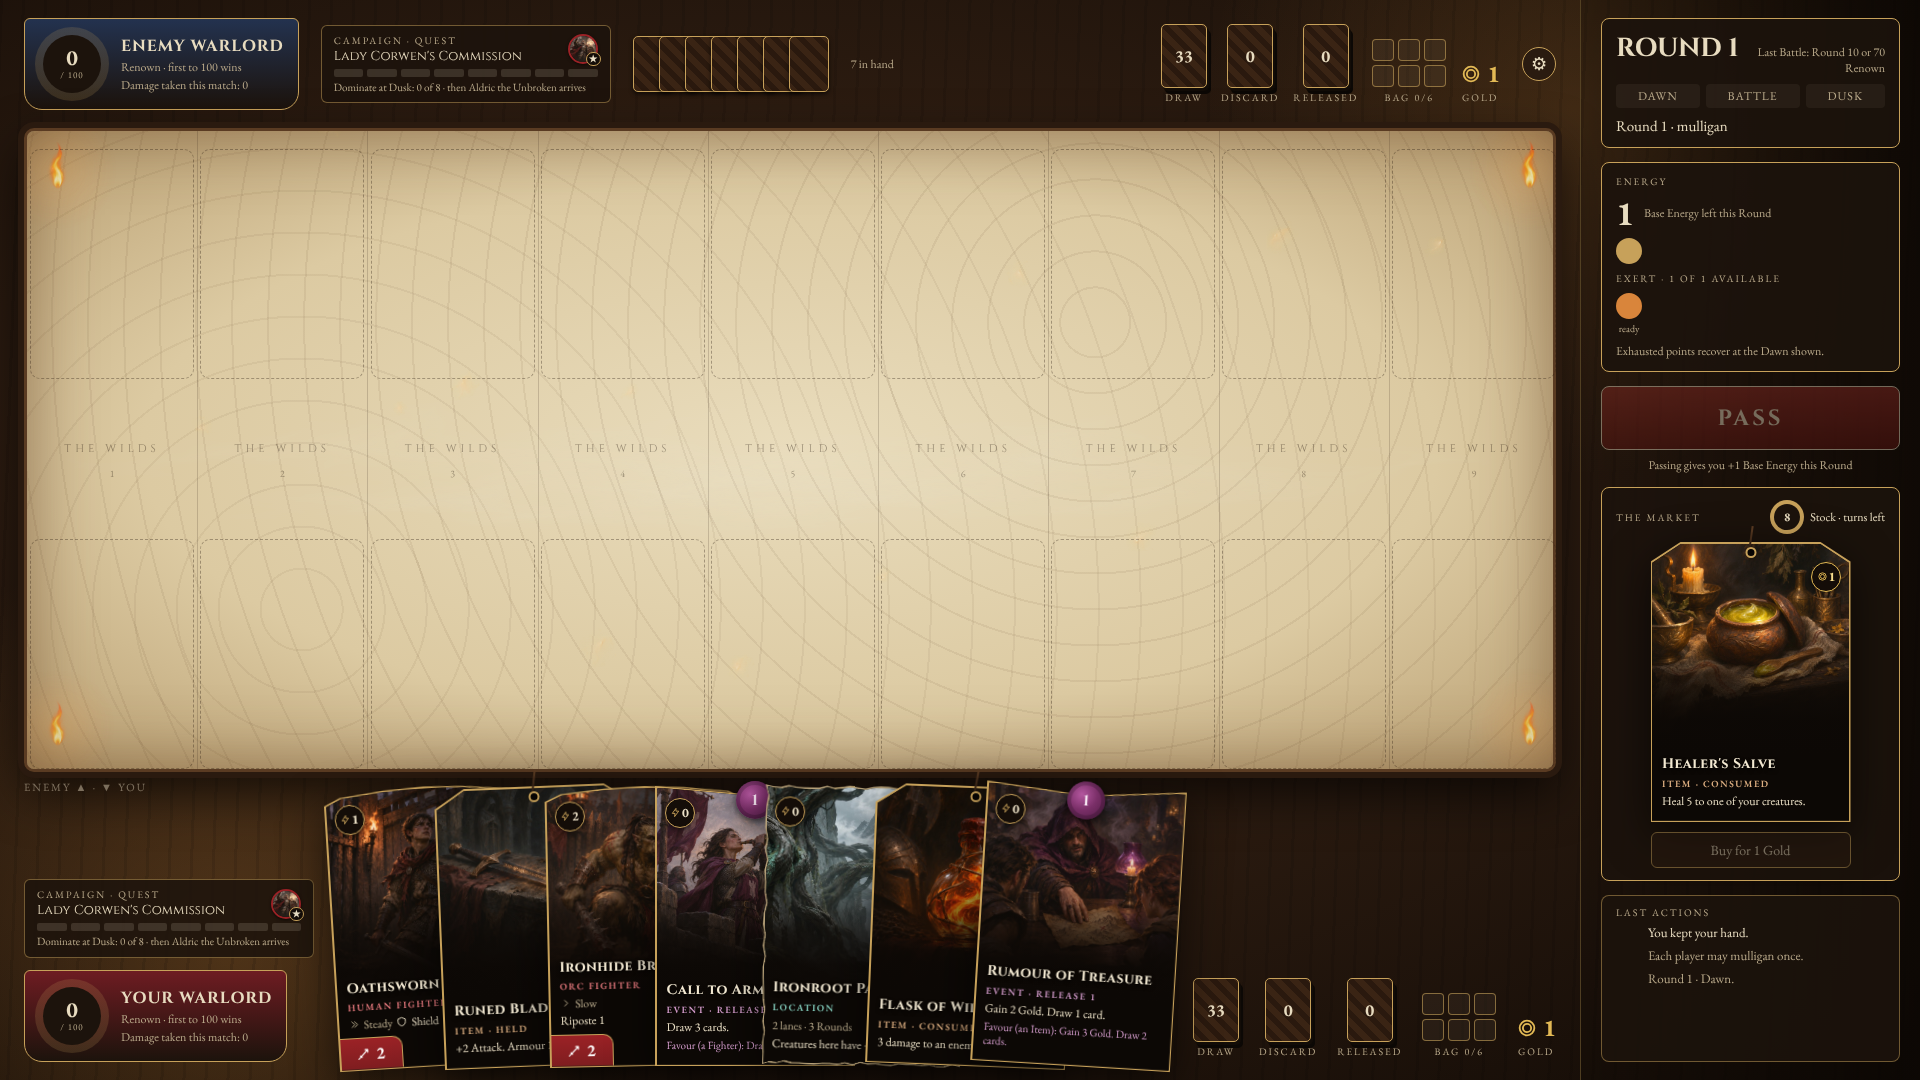 0
/ 100
ENEMY WARLORD
Renown · first to 100 wins
Damage taken this match: 0
CAMPAIGN · QUEST
LADY CORWEN'S COMMISSION
Dominate at Dusk: 0 of 8 · then Aldric the Unbroken arrives
7 in hand
33
DRAW
0
DISCARD
0
RELEASED
BAG 0/6
1
GOLD
THE WILDS
1
THE WILDS
2
THE WILDS
3
THE WILDS
4
THE WILDS
5
THE WILDS
6
THE WILDS
7
THE WILDS
8
THE WILDS
9
ENEMY ▲ · ▼ YOU
CAMPAIGN · QUEST
LADY CORWEN'S COMMISSION
Dominate at Dusk: 0 of 8 · then Aldric the Unbroken arrives
0
/ 100
YOUR WARLORD
Renown · first to 100 wins
Damage taken this match: 0
1
OATHSWORN
HUMAN FIGHTE
Steady Shield
2
RUNED BLAD
ITEM · HELD
+2 Attack. Armour
2
IRONHIDE BR
ORC FIGHTER
Slow
Riposte 1
2
0
1
CALL TO ARM
EVENT · RELEAS
Draw 3 cards.
Favour (a Fighter): Dra
0
IRONROOT PA
LOCATION
2 lanes · 3 Rounds
Creatures here have
FLASK OF WI
ITEM · CONSUM
3 damage to an enem
0
1
RUMOUR OF TREASURE
EVENT · RELEASE 1
Gain 2 Gold. Draw 1 card.
Favour (an Item): Gain 3 Gold. Draw 2
cards.
33
DRAW
0
DISCARD
0
RELEASED
BAG 0/6
1
GOLD
ROUND 1
Last Battle: Round 10 or 70
Renown
DAWN
BATTLE
DUSK
Round 1 · mulligan
ENERGY
1
Base Energy left this Round
EXERT · 1 OF 1 AVAILABLE
ready
Exhausted points recover at the Dawn shown.
PASS
Passing gives you +1 Base Energy this Round
THE MARKET
8
Stock · turns left
1
HEALER'S SALVE
ITEM · CONSUMED
Heal 5 to one of your creatures.
Buy for 1 Gold
LAST ACTIONS
You kept your hand.
Each player may mulligan once.
Round 1 · Dawn.